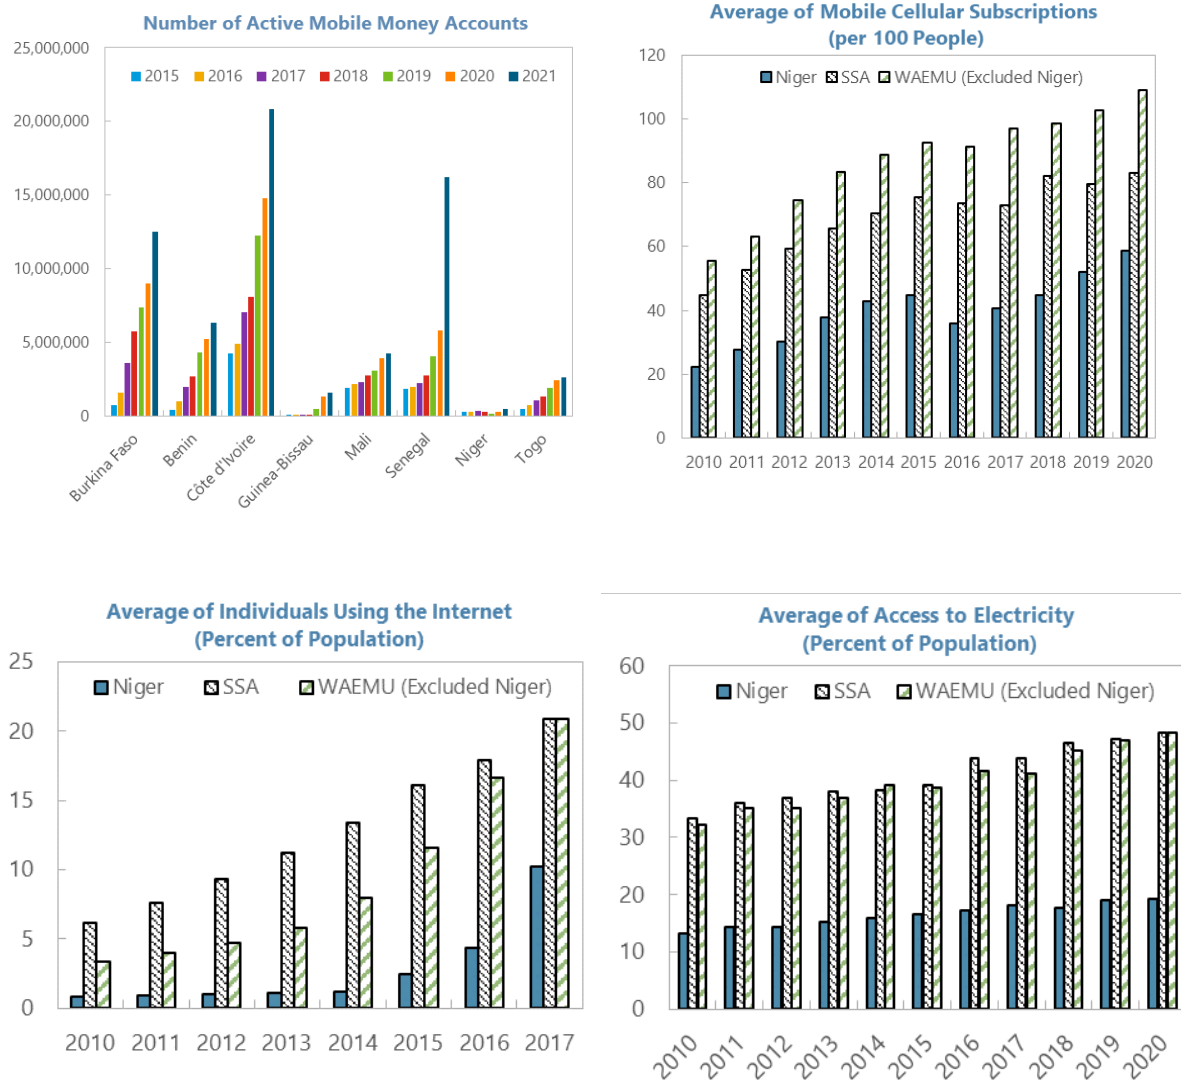 Number of Active Mobile Money Accounts
25,000,000
2015 2016 2017 2018 2019 2020 2021
20,000,000
15,000,000
10,000,000
5,000,000
0
Burkina Faso
Benin
Côte d'Ivoire
Guinea-Bissau
Mali
Senegal
Niger
Togo
Average of Mobile Cellular Subscriptions
(per 100 People)
120
Niger SSA WAEMU (Excluded Niger)
100
80
60
40
20
0
2010 2011 2012 2013 2014 2015 2016 2017 2018 2019 2020
Average of Individuals Using the Internet
(Percent of Population)
25
Niger SSA WAEMU (Excluded Niger)
20
15
10
5
0
2010 2011 2012 2013 2014 2015 2016 2017
Average of Access to Electricity
(Percent of Population)
60
Niger SSA WAEMU (Excluded Niger)
50
40
30
20
10
0
2010 2011 2012 2013 2014 2015 2016 2017 2018 2019 2020